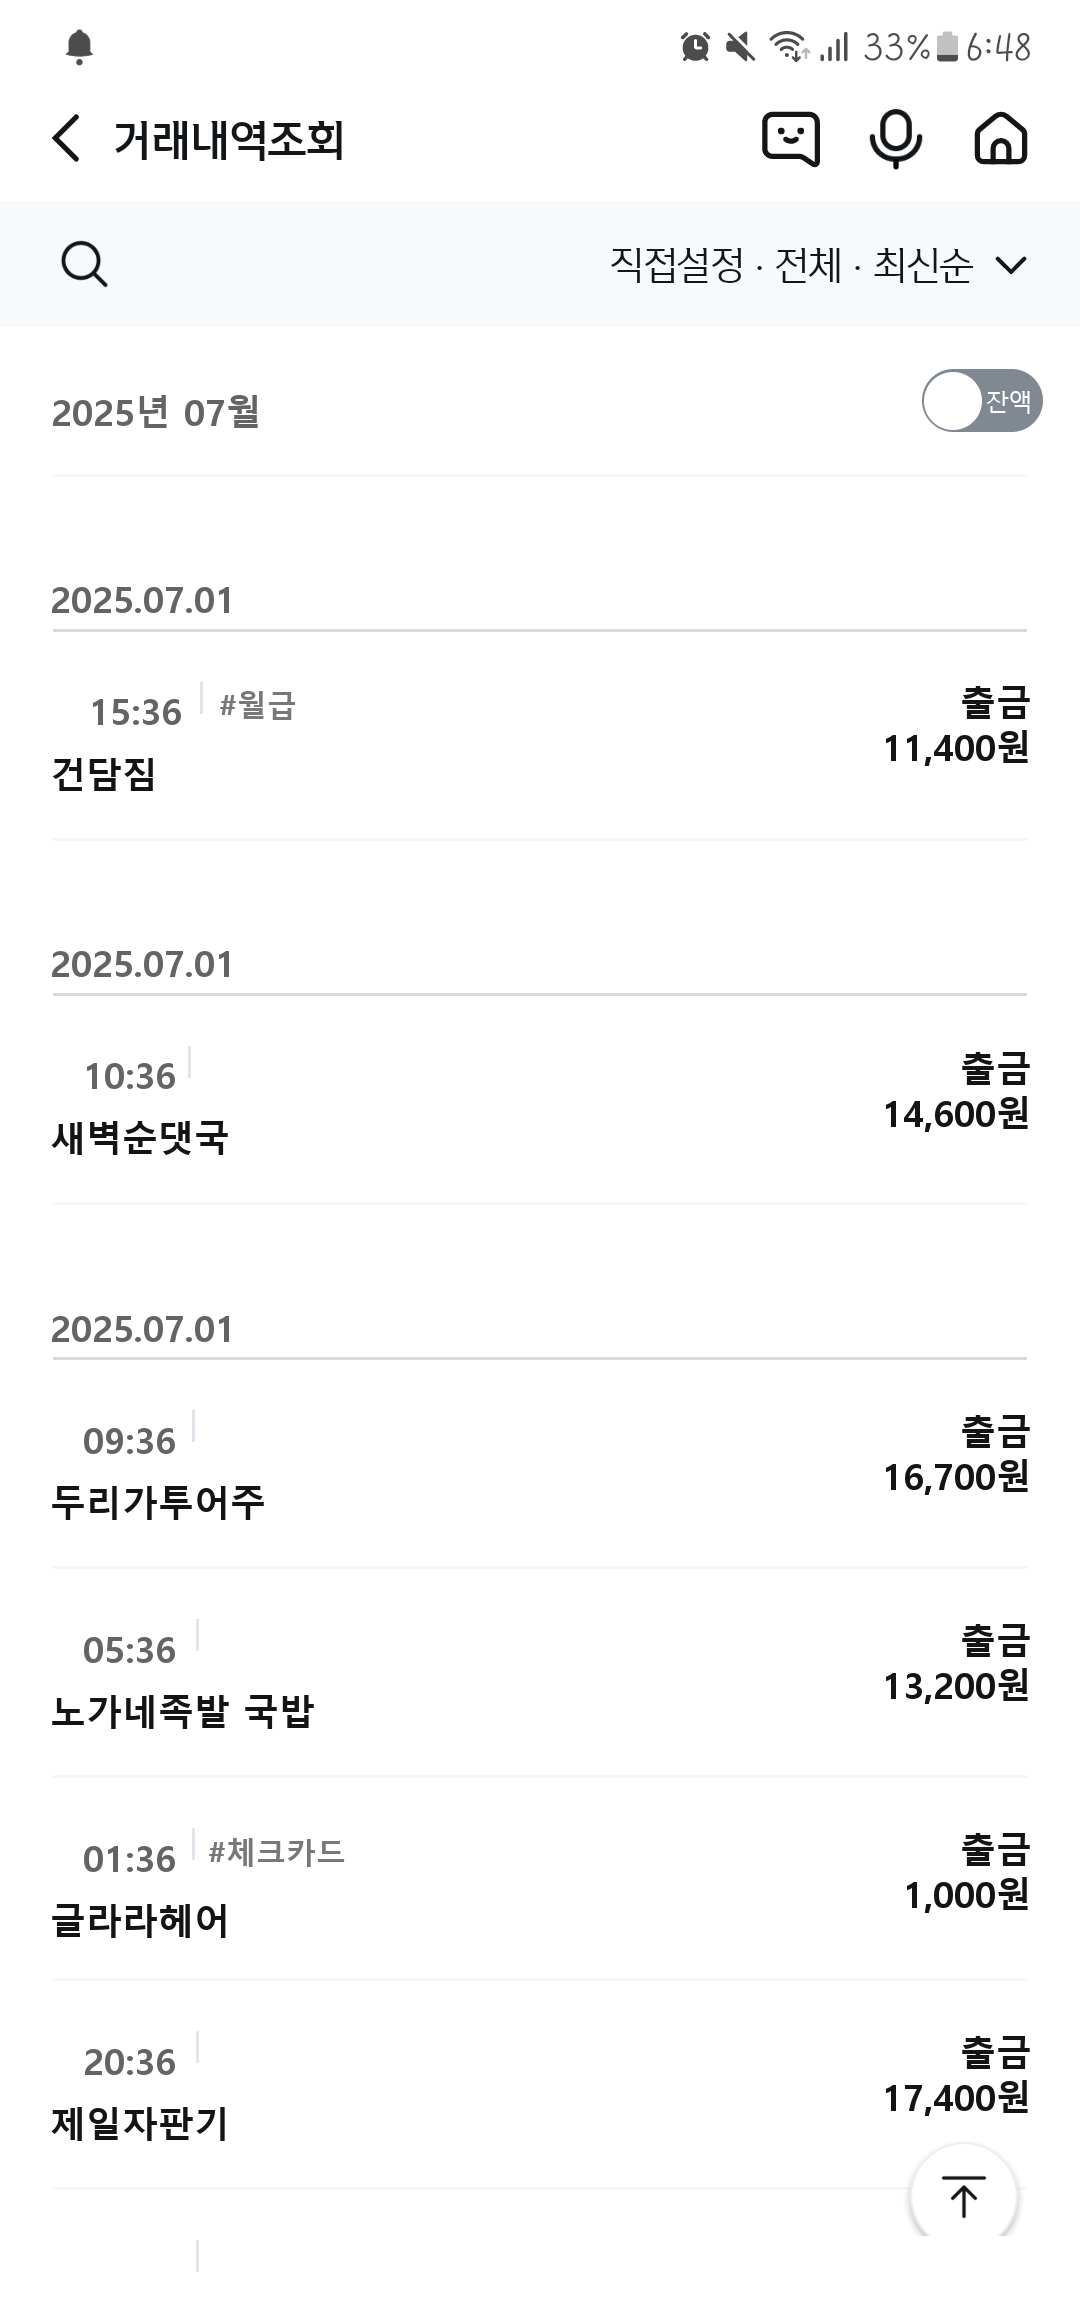 33% 6:48
거래내역조회
직접설정 · 전체 · 최신순
2025년 07월
잔액
2025.07.01
15:36 #월급
출금
11,400원
건담짐
2025.07.01
10:36
출금
14,600원
새벽순댓국
2025.07.01
09:36
출금
16,700원
두리가투어주
05:36
출금
13,200원
노가네족발 국밥
01:36 #체크카드
출금
1,000원
글라라헤어
20:36
출금
17,400원
제일자판기